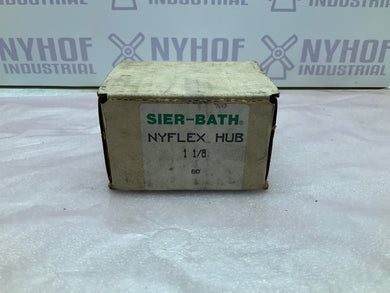 NYHOF
INDUSTRIAL
NYHOF
INDUSTRIAL
SIER-BATH
NYFLEX HUB
1 1/8